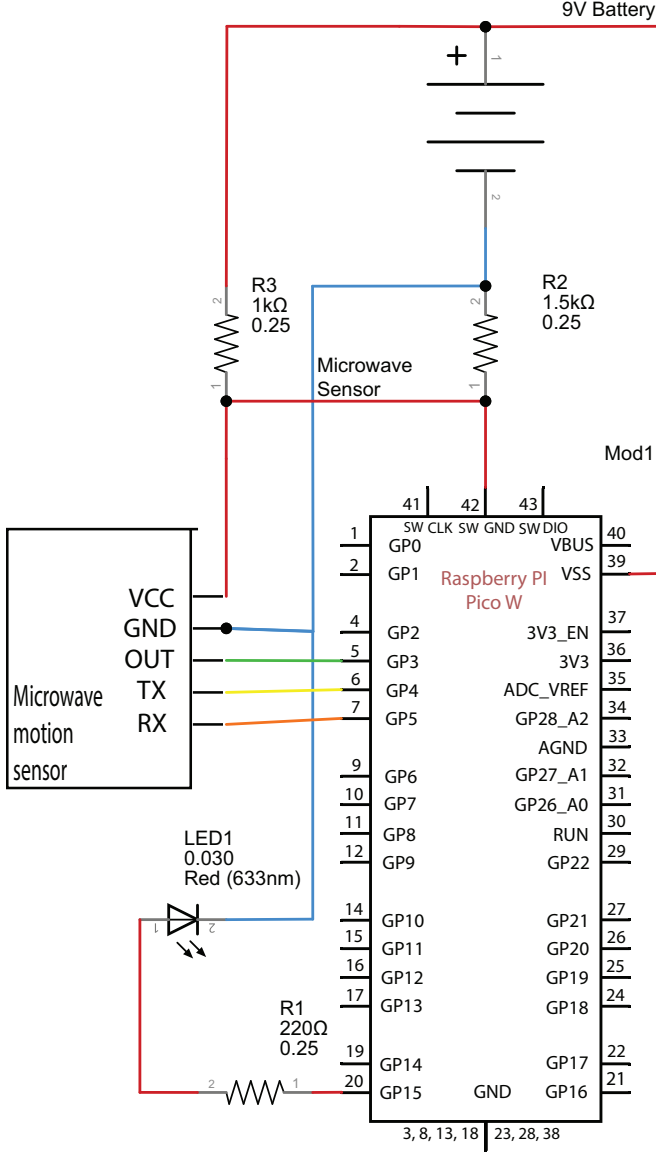 9V Battery
+
1
2
R3
1kΩ
0.25
2
1
R2
1.5kΩ
0.25
2
1
Microwave
Sensor
Mod1
41
42
43
SW CLK
SW GND
SW DIO
Raspberry PI
Pico W
1
GP0
2
GP1
4
GP2
5
GP3
6
GP4
7
GP5
9
GP6
10
GP7
11
GP8
12
GP9
14
GP10
15
GP11
16
GP12
17
GP13
19
GP14
20
GP15
VBUS
40
VSS
39
3V3_EN
37
3V3
36
ADC_VREF
35
GP28_A2
34
AGND
33
GP27_A1
32
GP26_A0
31
RUN
30
GP22
29
GP21
27
GP20
26
GP19
25
GP18
24
GP17
22
GP16
21
GND
3, 8, 13, 18
23, 28, 38
VCC
GND
OUT
TX
RX
Microwave
motion
sensor
LED1
0.030
Red (633nm)
1
2
R1
220Ω
0.25
2
1